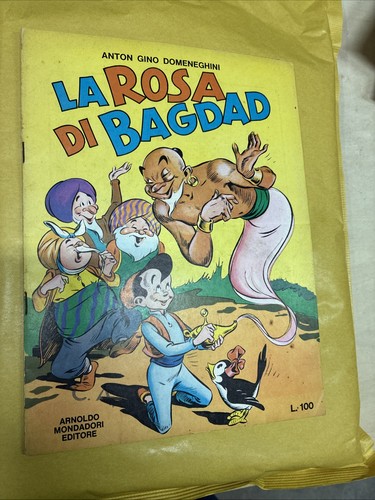 ANTON GINO DOMENEGHINI
LA ROSA
DI BAGDAD
L. 100
ARNOLDO
MONDADORI
EDITORE